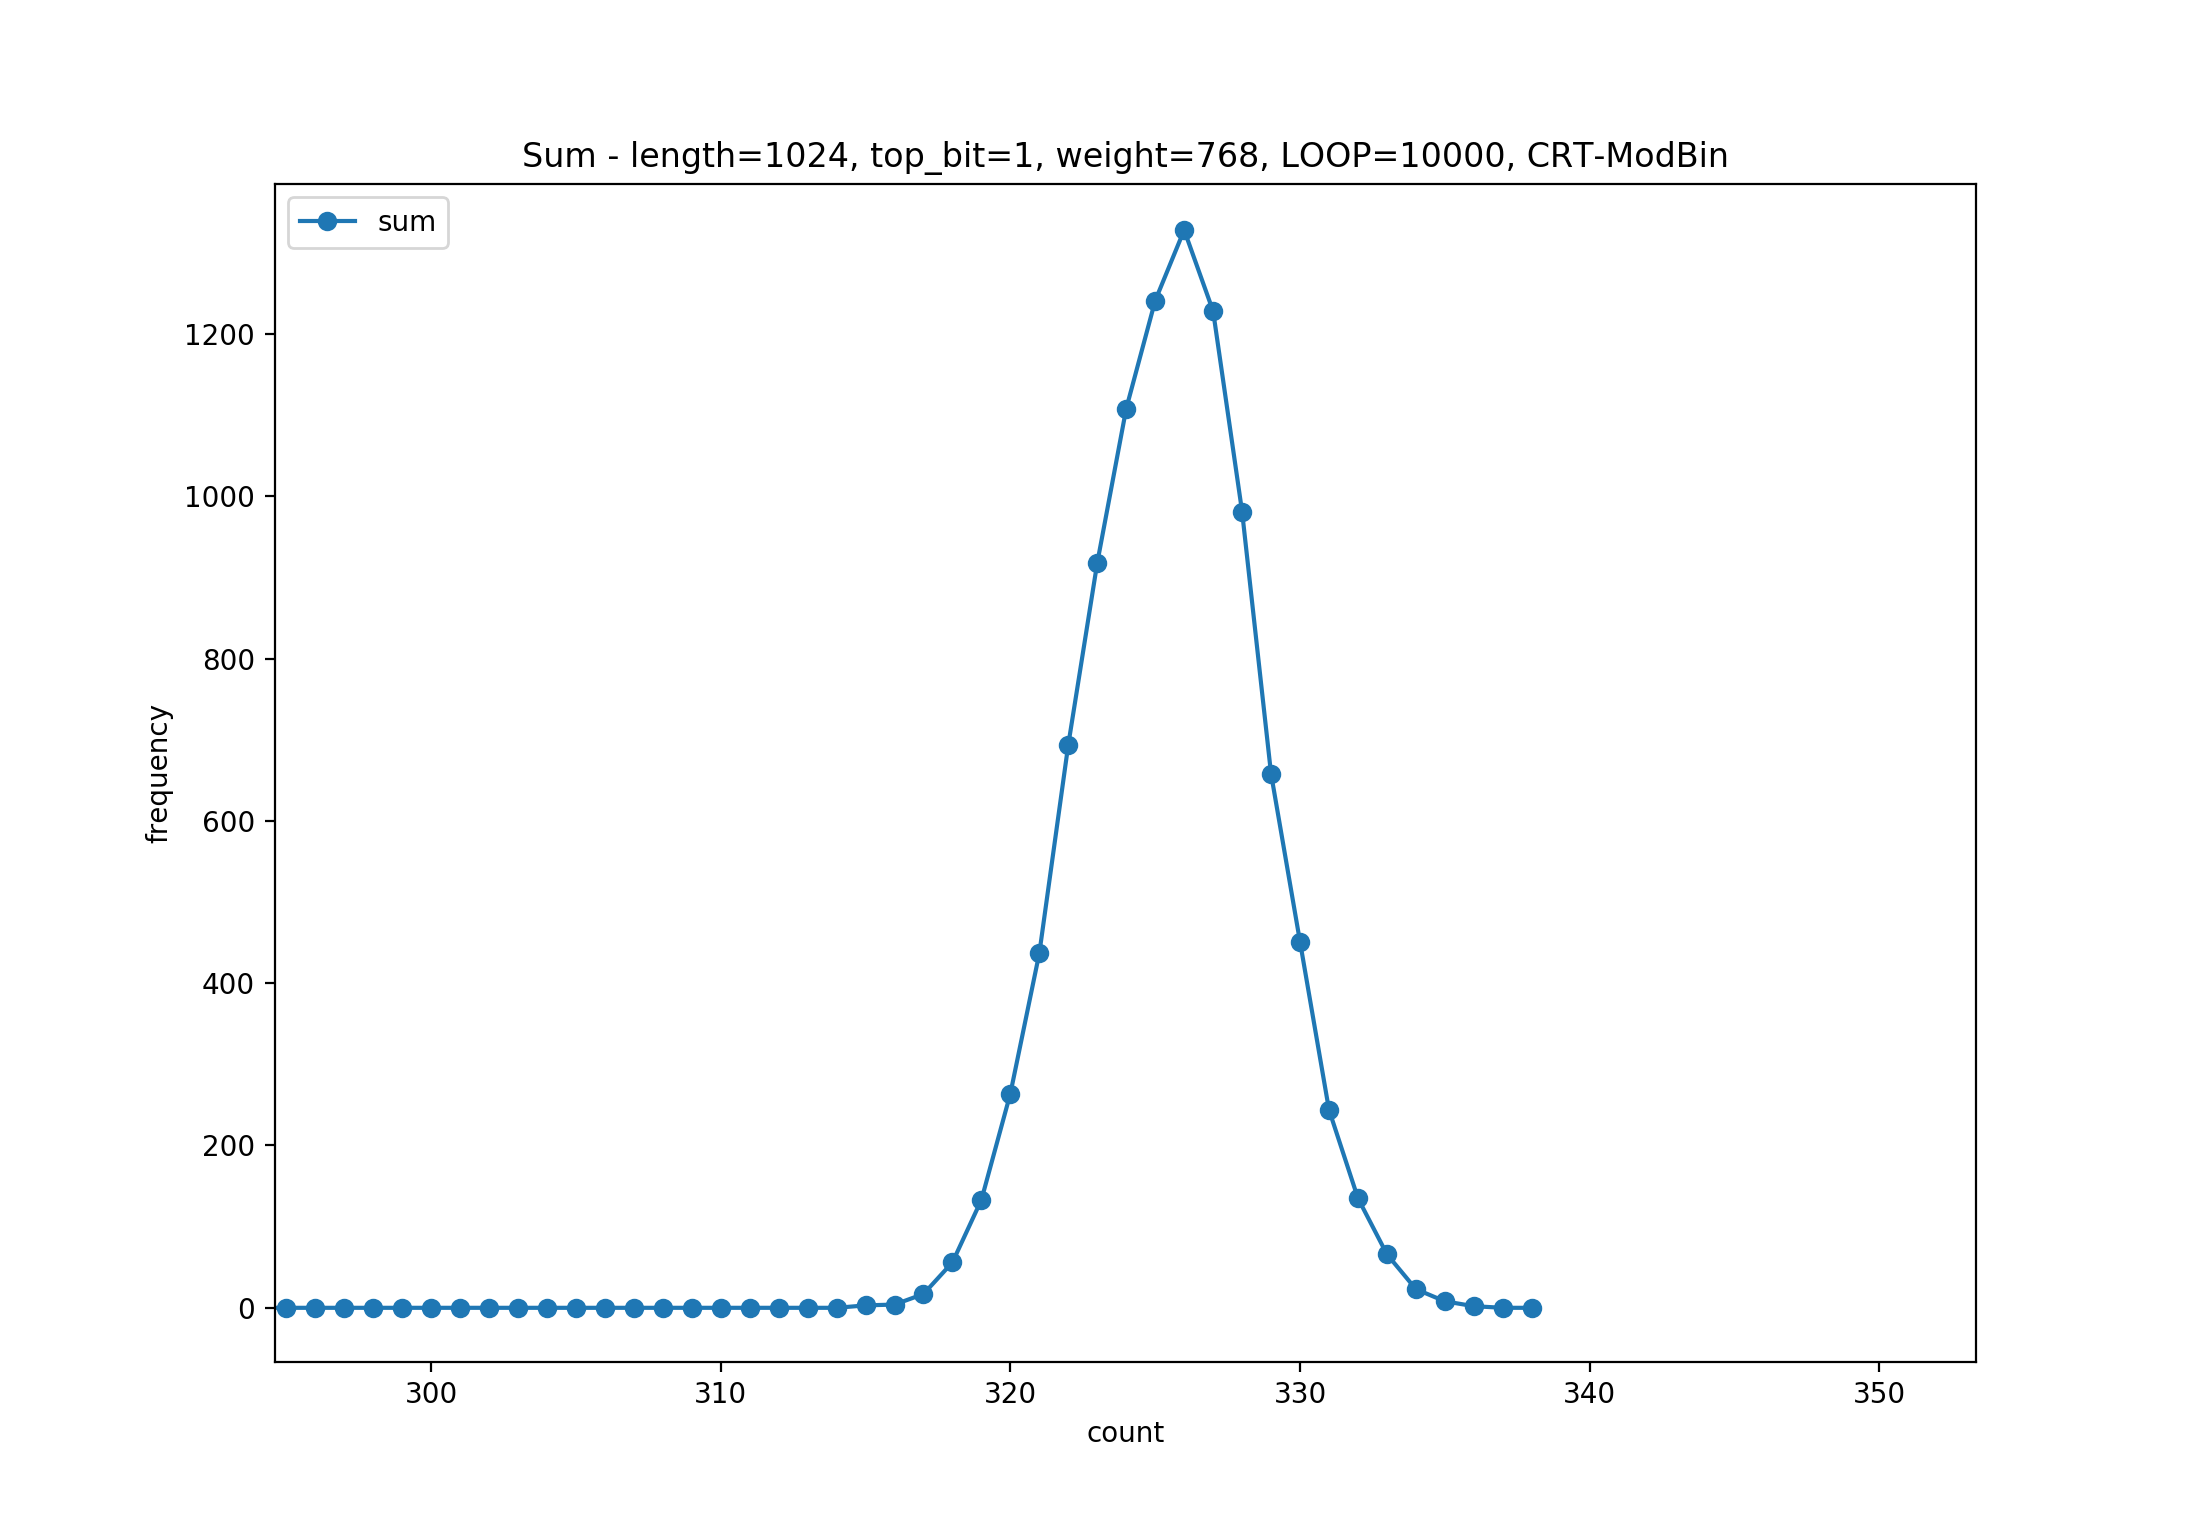 Sum - length=1024, top_bit=1, weight=768, LOOP=10000, CRT-ModBin
sum
1200
1000
800
600
400
200
0
frequency
300 310 320 330 340 350
count